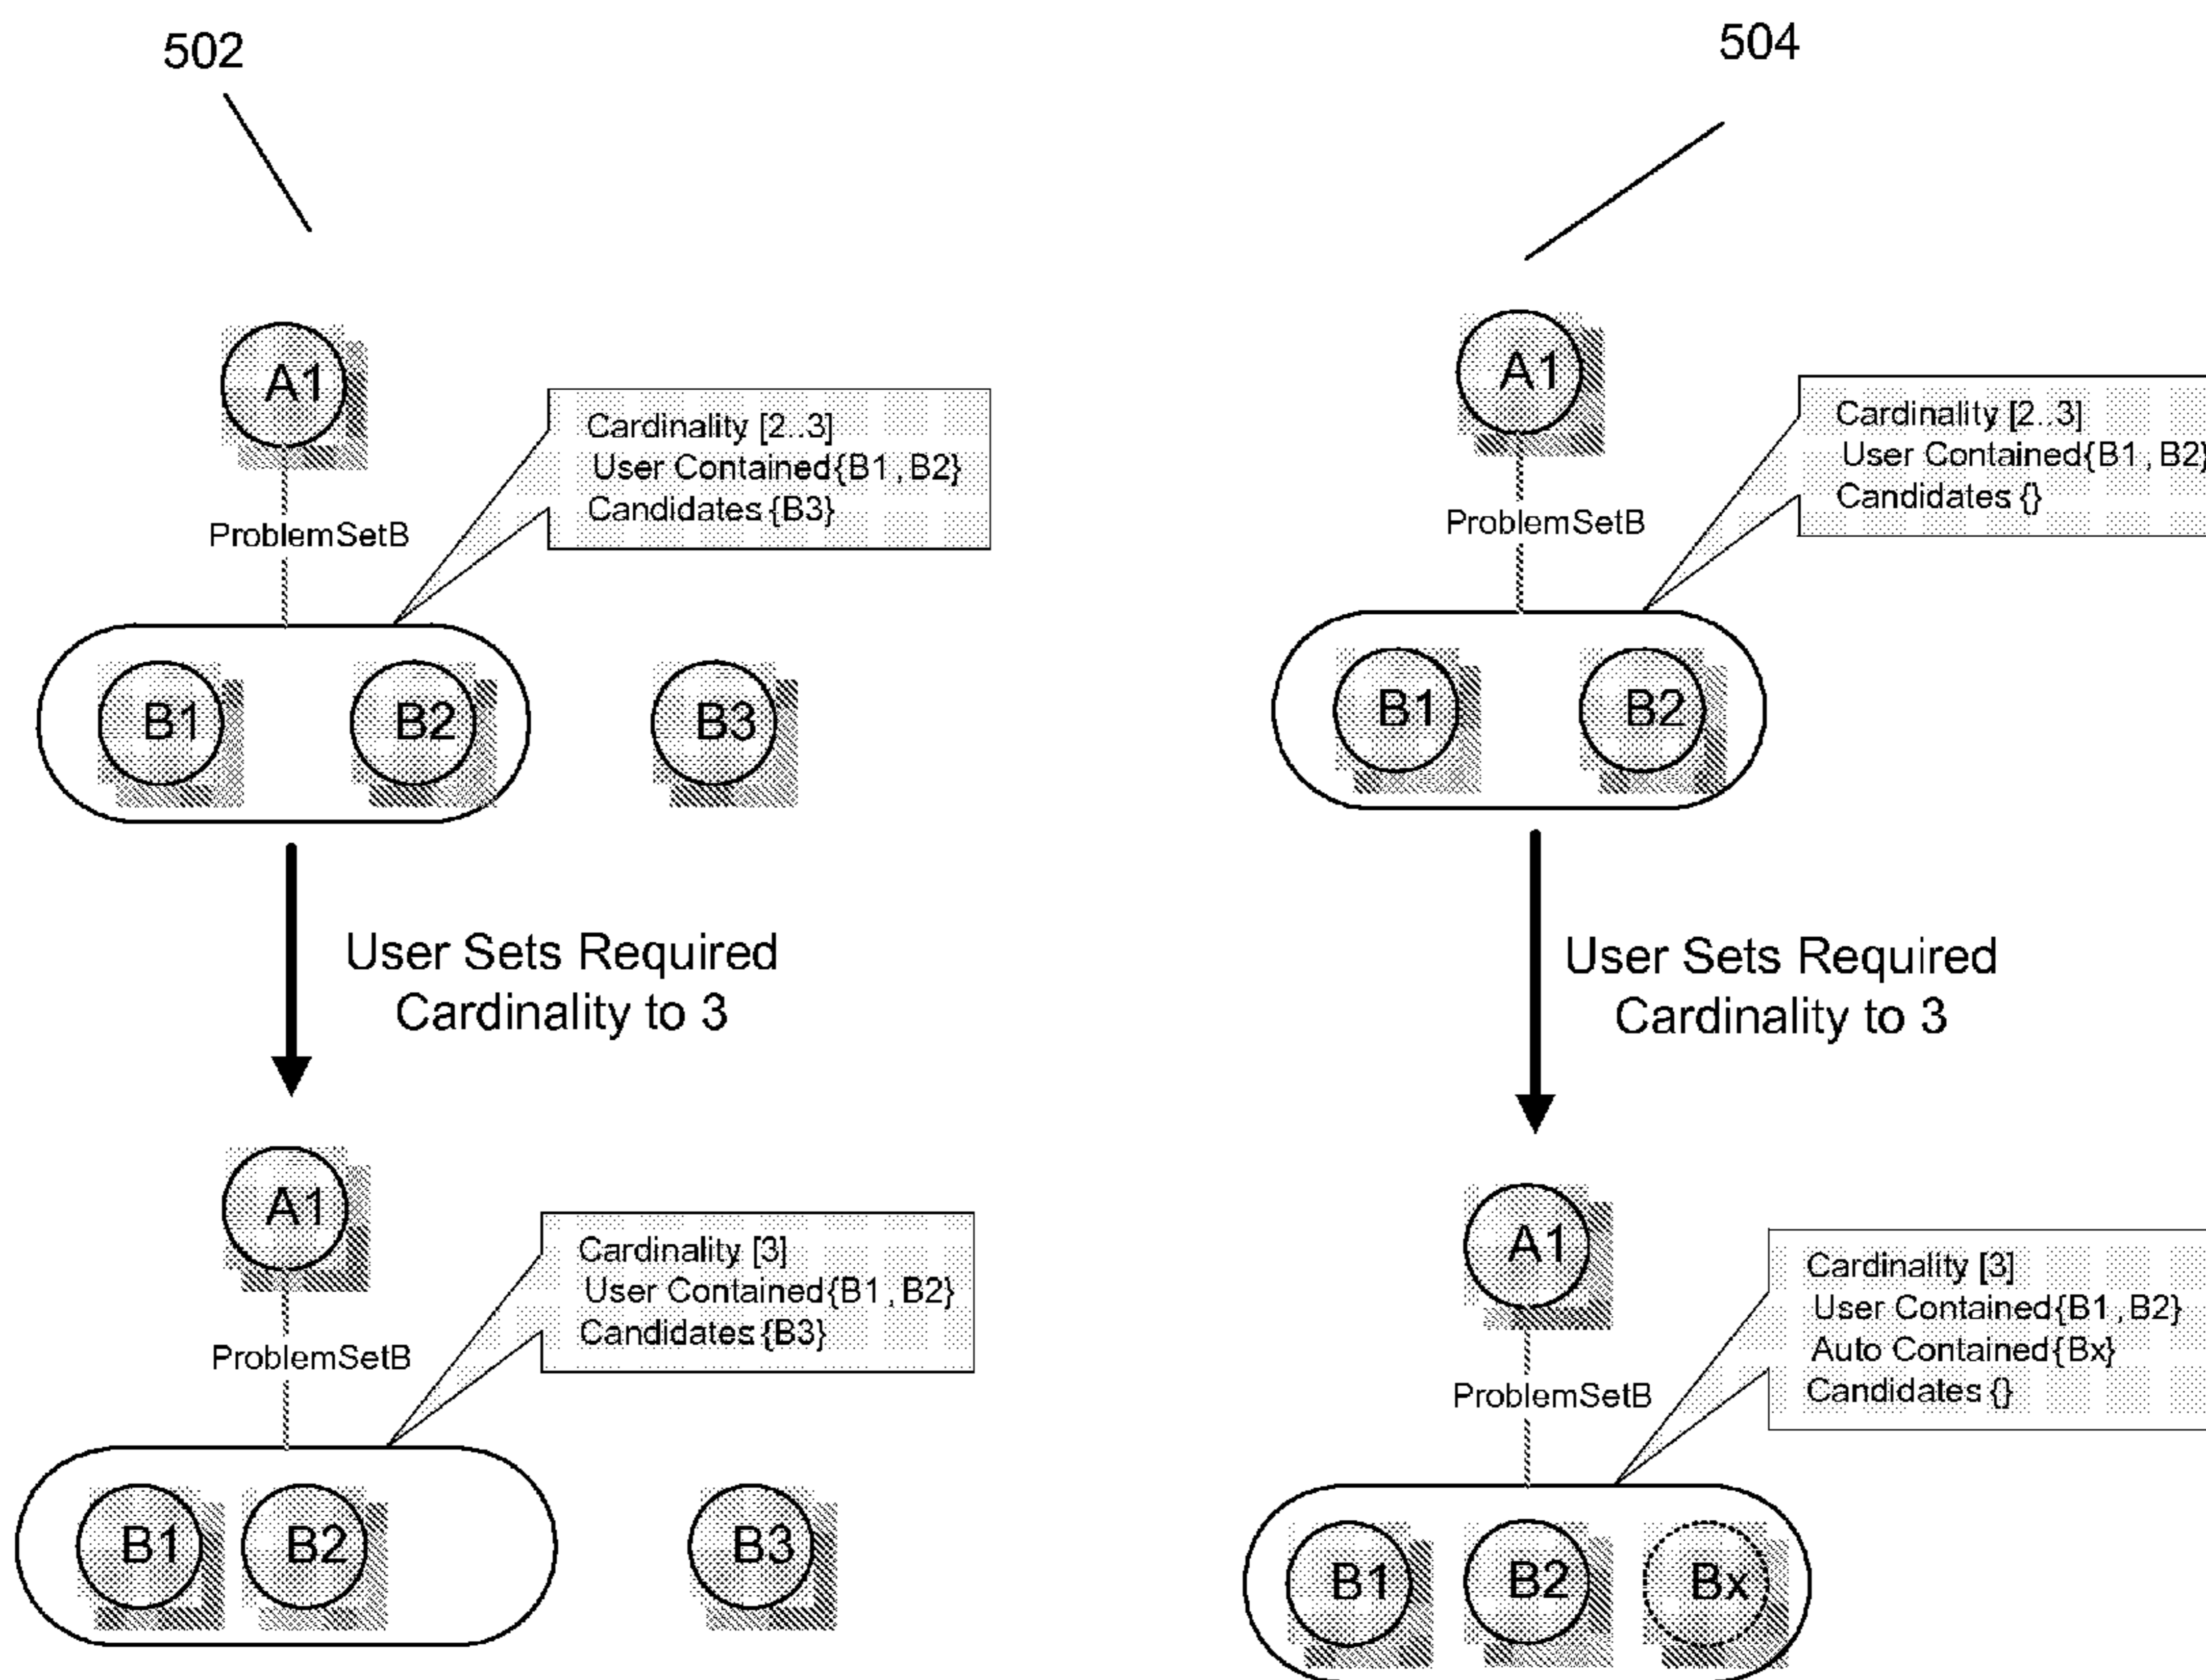 502
A1
Cardinality [2..3]
User Contained{B1, B2}
Candidates {B3}
ProblemSetB
B1
B2
B3
User Sets Required
Cardinality to 3
A1
Cardinality [3]
User Contained{B1, B2}
Candidates {B3}
ProblemSetB
B1
B2
B3
504
A1
Cardinality [2..3]
User Contained{B1, B2}
Candidates {}
ProblemSetB
B1
B2
User Sets Required
Cardinality to 3
A1
Cardinality [3]
User Contained{B1, B2}
Auto Contained{Bx}
Candidates {}
ProblemSetB
B1
B2
Bx